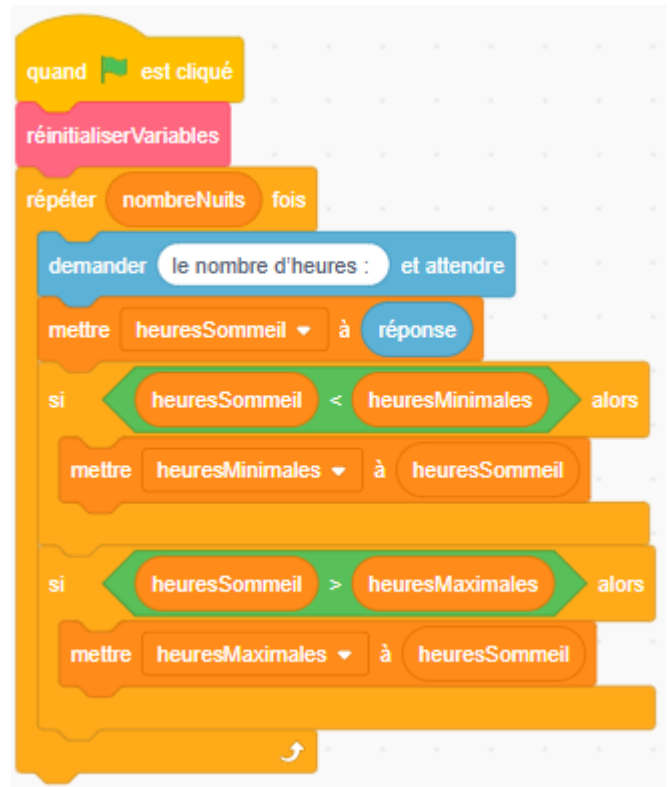 quand est cliqué
réinitialiserVariables
répéter nombreNuits fois
demander le nombre d'heures : et attendre
mettre heuresSommeil à réponse
si heuresSommeil < heuresMinimales alors
mettre heuresMinimales à heuresSommeil
si heuresSommeil > heuresMaximales alors
mettre heuresMaximales à heuresSommeil